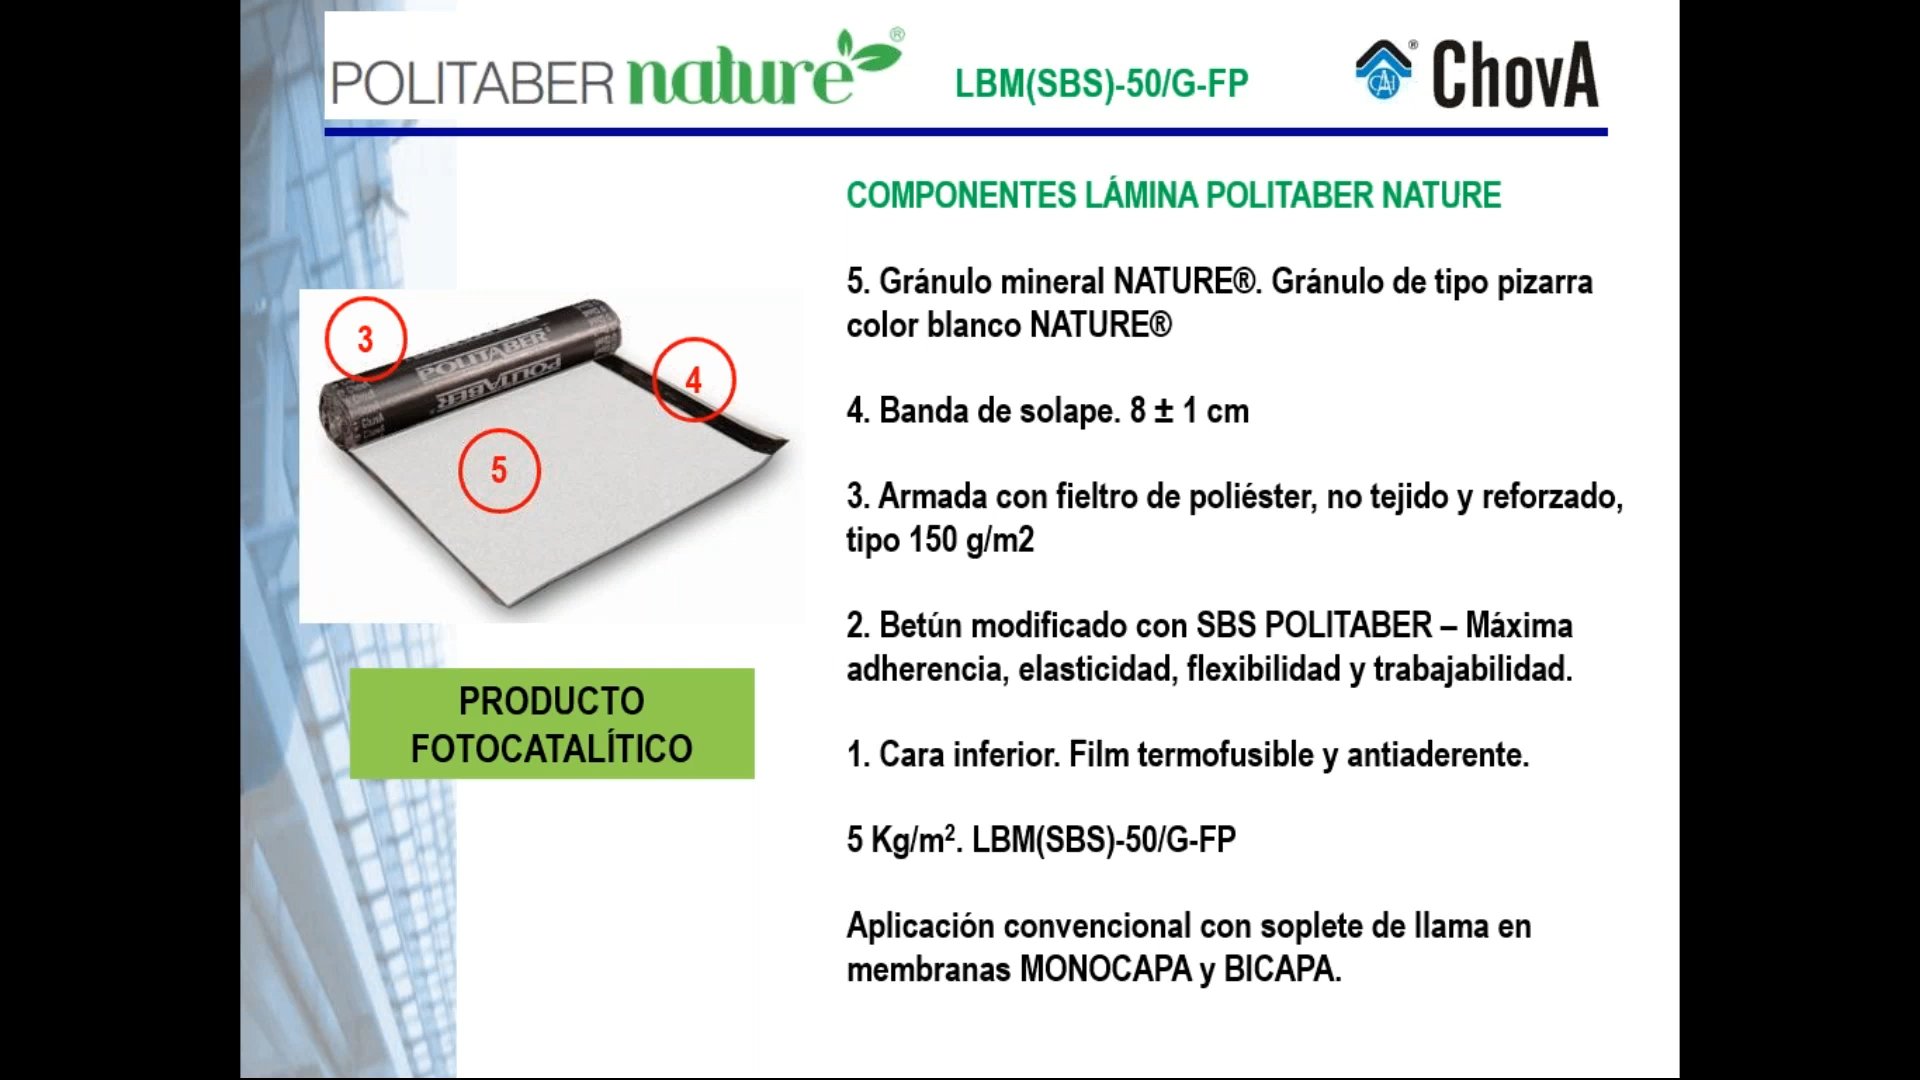 POLITABER nature®
LBM(SBS)-50/G-FP
® ChovA
COMPONENTES LÁMINA POLITABER NATURE
5. Gránulo mineral NATURE®. Gránulo de tipo pizarra
color blanco NATURE®
4. Banda de solape. 8 ± 1 cm
3. Armada con fieltro de poliéster, no tejido y reforzado,
tipo 150 g/m2
2. Betún modificado con SBS POLITABER – Máxima
adherencia, elasticidad, flexibilidad y trabajabilidad.
1. Cara inferior. Film termofusible y antiaderente.
5 Kg/m². LBM(SBS)-50/G-FP
Aplicación convencional con soplete de llama en
membranas MONOCAPA y BICAPA.
3
4
5
POLITABER
POLITABER®
ChovA
ChovA
PRODUCTO
FOTOCATALÍTICO